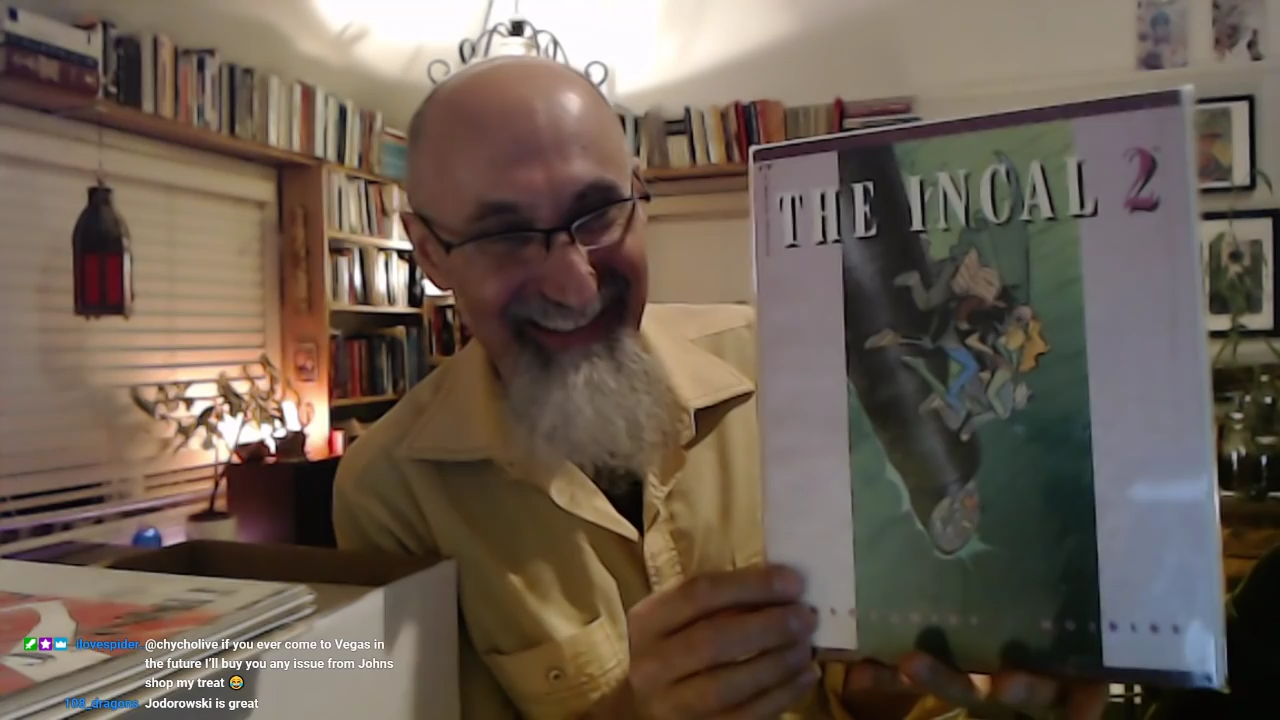 THE INCAL 2
ilovespider @chycholive if you ever come to Vegas in
the future I'll buy you any issue from Johns
shop my treat 😂
108_dragons Jodorowski is great